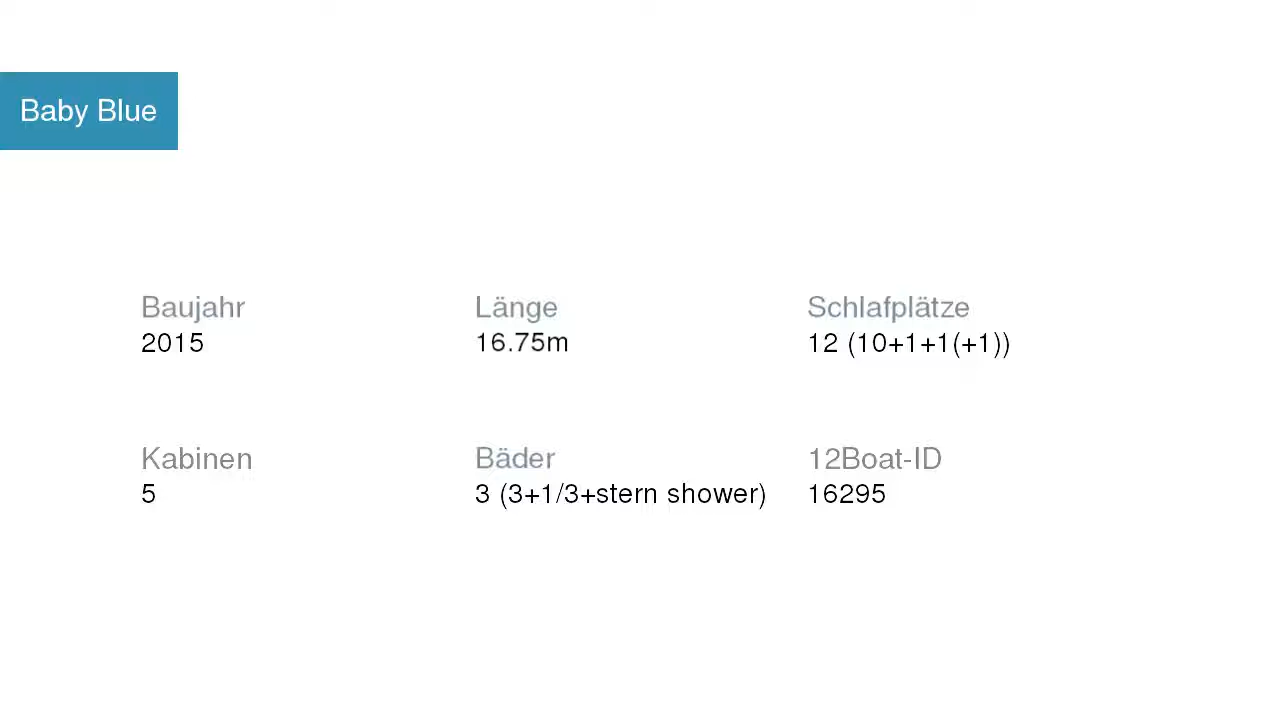 Baby Blue
Baujahr
2015
Länge
16.75m
Schlafplätze
12 (10+1+1(+1))
Kabinen
5
Bäder
3 (3+1/3+stern shower)
12Boat-ID
16295